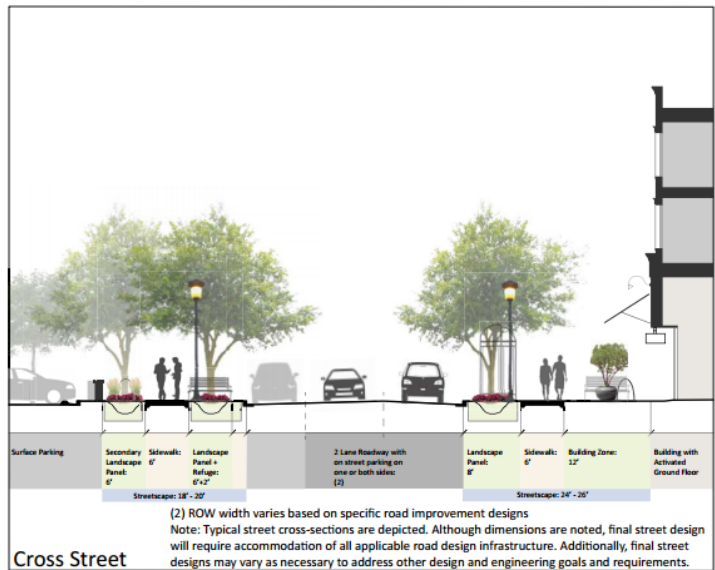 Surface Parking
Secondary
Landscape
Panel:
6'
Sidewalk:
6'
Landscape
Panel +
Refuge:
6'+2'
2 Lane Roadway with
on street parking on
one or both sides:
(2)
Landscape
Panel:
8'
Sidewalk:
6'
Building Zone:
12'
Building with
Activated
Ground Floor
Streetscape: 18' - 20'
Streetscape: 24' - 26'
(2) ROW width varies based on specific road improvement designs
Note: Typical street cross-sections are depicted. Although dimensions are noted, final street design
will require accommodation of all applicable road design infrastructure. Additionally, final street
designs may vary as necessary to address other design and engineering goals and requirements.
Cross Street